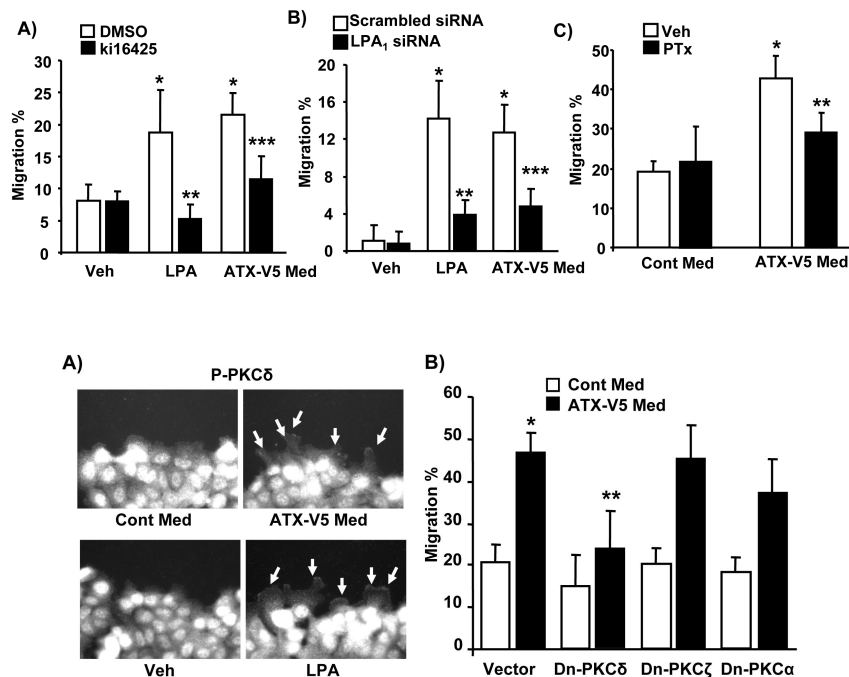 A)
DMSO
ki16425
Migration %
30
25
20
15
10
5
0
*
**
*
***
Veh LPA ATX-V5 Med
B)
Scrambled siRNA
LPA1 siRNA
Migration %
20
16
12
8
4
0
*
**
*
***
Veh LPA ATX-V5 Med
C)
Veh
PTx
Migration %
50
40
30
20
10
0
*
**
Cont Med ATX-V5 Med
A)
P-PKCδ
Cont Med ATX-V5 Med
Veh LPA
B)
Cont Med
ATX-V5 Med
Migration %
60
50
40
30
20
10
0
*
**
Vector Dn-PKCδ Dn-PKCζ Dn-PKCα